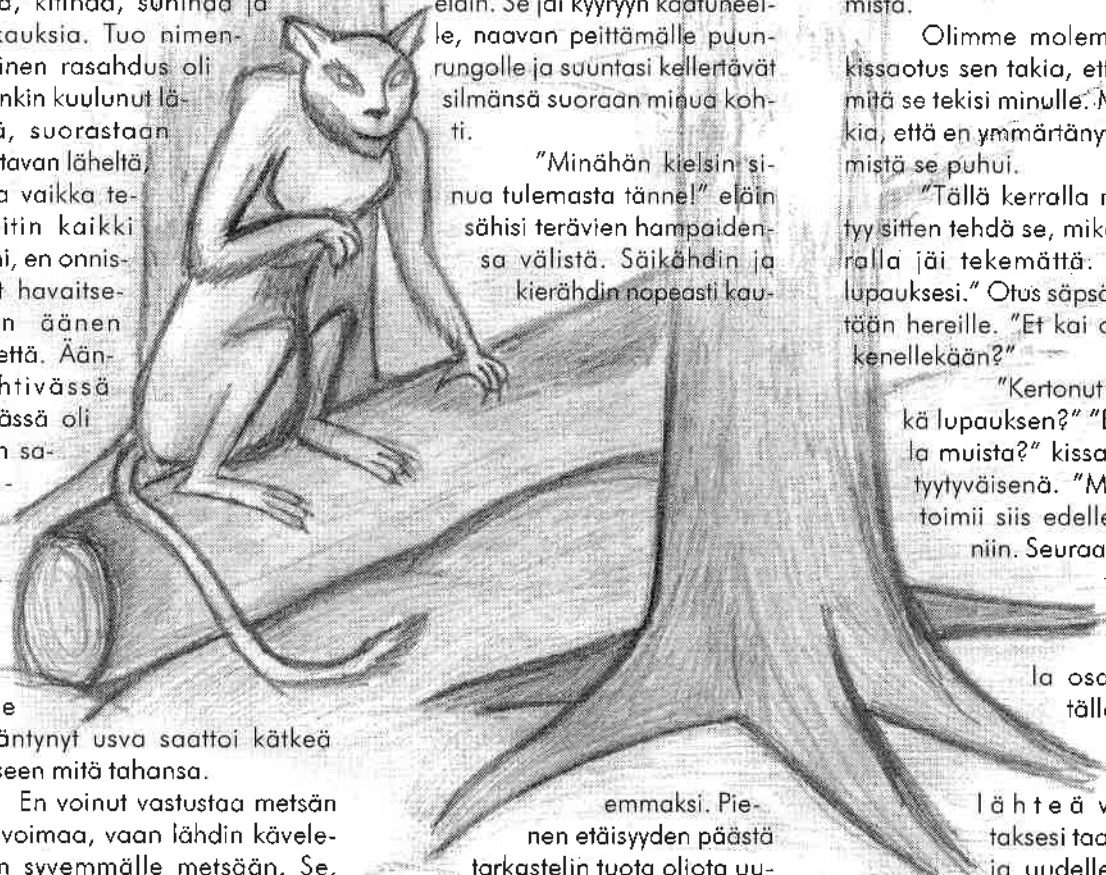 kitinää, suhinaa ja
kauksia. Tuo nimen-
inen rasahdus oli
nkin kuulunut lä-
ä, suorastaan
tavan läheltä,
a vaikka te-
itin kaikki
ni, en onnis-
t havaitse-
n äänen
että. Ään-
htivässä
ässä oli
n sa-
-
e
äntynyt usva saattoi kätkeä
seen mitä tahansa.
En voinut vastustaa metsän
voimaa, vaan lähdin kävele-
n syvemmälle metsään. Se,
eläin. Se jäi kyyryyn kaatuneel-
le, naavan peittämälle puun-
rungolle ja suuntasi kellertävät
silmänsä suoraan minua koh-
ti.
"Minähän kielsin si-
nua tulemasta tänne!" eläin
sähisi terävien hampaiden-
sa välistä. Säikähdin ja
kierähdin nopeasti kau-
emmaksi. Pie-
nen etäisyyden päästä
tarkastelin tuota oliota uu-
mistä.
Olimme molem
kissaotus sen takia, ett
mitä se tekisi minulle. M
kia, että en ymmärtäny
mistä se puhui.
"Tällä kerralla m
tyy sitten tehdä se, mikä
ralla jäi tekemättä:
lupauksesi." Otus säpsä
tään hereille. "Et kai o
kenellekään?"
"Kertonut
kä lupauksen?" "E
la muista?" kissa
tyytyväisenä. "M
toimii siis edelle
niin. Seuraa
la osa
tälle
lähteä v
taksesi taa
ja uudelle